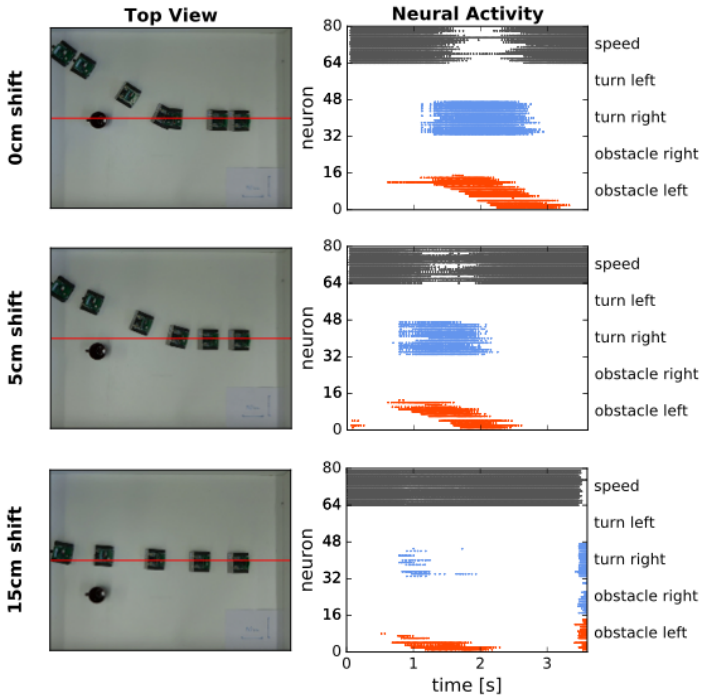 Top View
Neural Activity
0cm shift
neuron
80
64
48
32
16
0
speed
turn left
turn right
obstacle right
obstacle left
5cm shift
neuron
80
64
48
32
16
0
speed
turn left
turn right
obstacle right
obstacle left
15cm shift
neuron
80
64
48
32
16
0
speed
turn left
turn right
obstacle right
obstacle left
0 1 2 3
time [s]